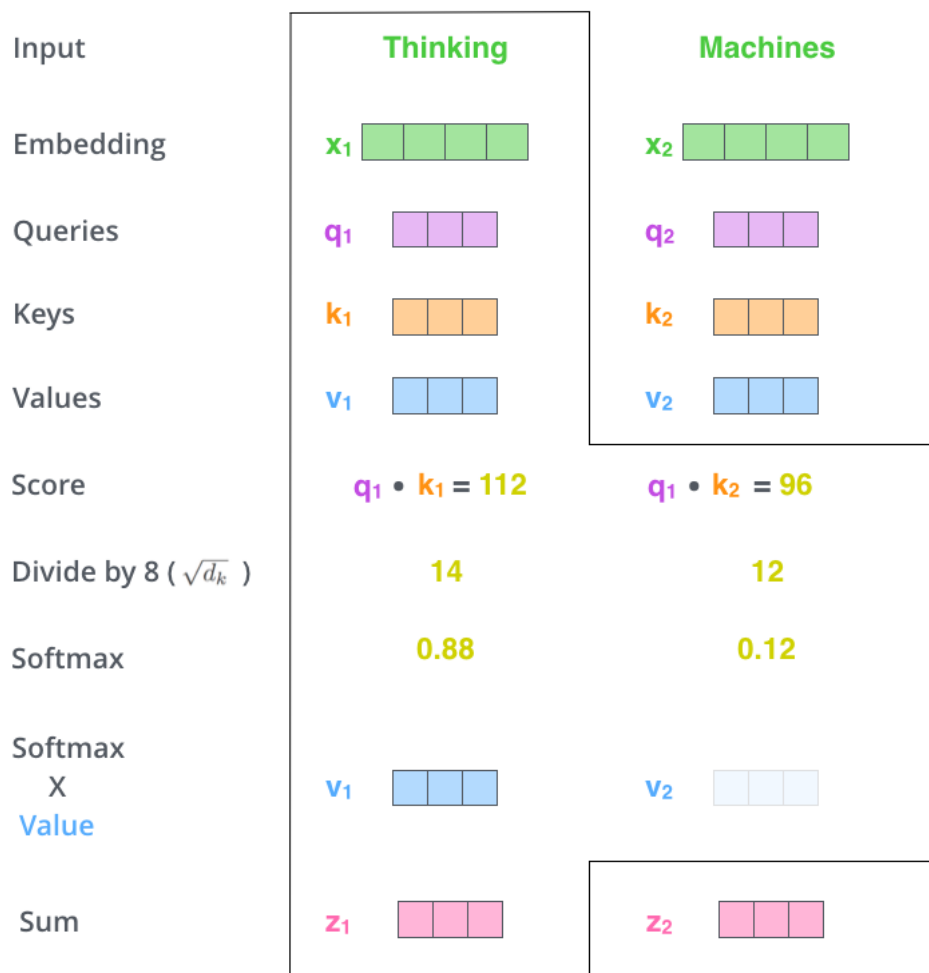 Input Thinking Machines
Embedding x₁ x₂
Queries q₁ q₂
Keys k₁ k₂
Values v₁ v₂
Score q₁ • k₁ = 112 q₁ • k₂ = 96
Divide by 8 ( √dₖ ) 14 12
Softmax 0.88 0.12
Softmax
X
Value v₁ v₂
Sum z₁ z₂